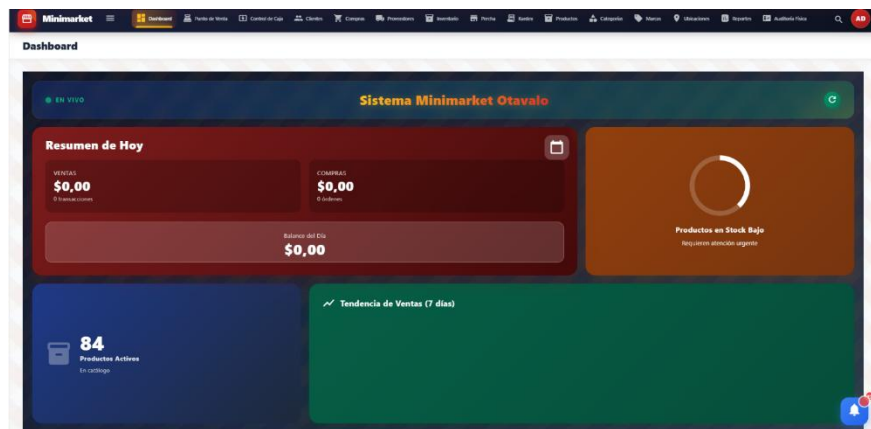 Minimarket
Dashboard
Punto de Venta
Control de Caja
Clientes
Compras
Proveedores
Inventario
Percha
Kardex
Productos
Categorías
Marcas
Ubicaciones
Reportes
Auditoría Física
AD
Dashboard
EN VIVO
Sistema Minimarket Otavalo
Resumen de Hoy
VENTAS
$0,00
0 transacciones
COMPRAS
$0,00
0 órdenes
Balance del Día
$0,00
Productos en Stock Bajo
Requieren atención urgente
84
Productos Activos
En catálogo
Tendencia de Ventas (7 días)